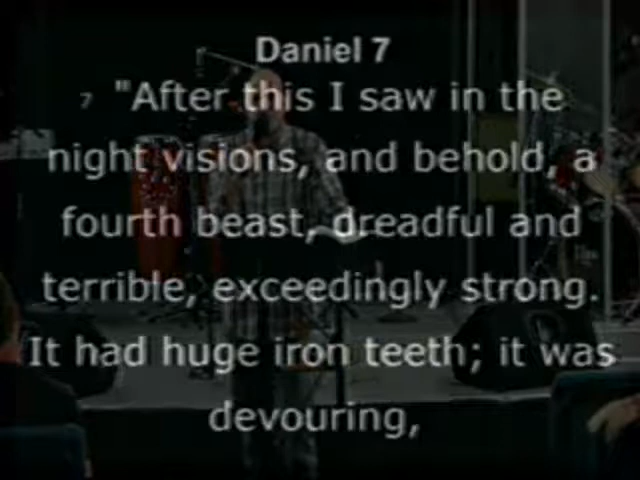 Daniel 7
7 "After this I saw in the
night visions, and behold, a
fourth beast, dreadful and
terrible, exceedingly strong.
It had huge iron teeth; it was
devouring,